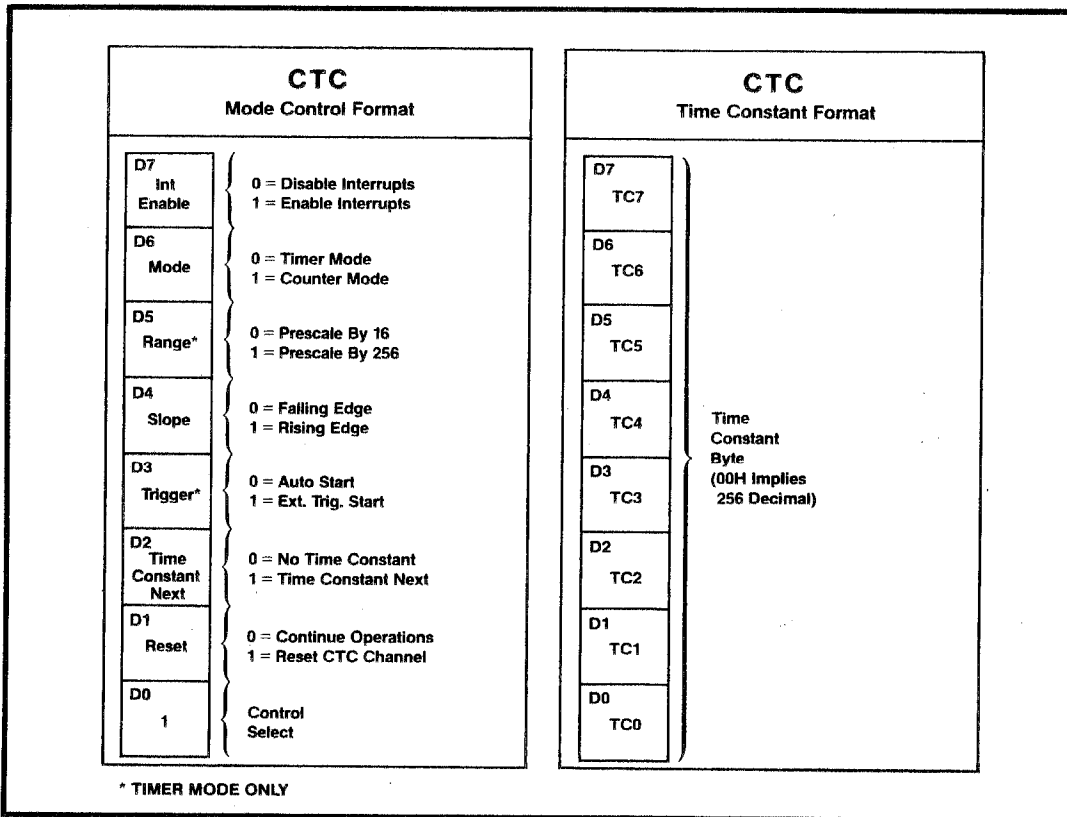 CTC
Mode Control Format
D7
Int
Enable
0 = Disable Interrupts
1 = Enable Interrupts
D6
Mode
0 = Timer Mode
1 = Counter Mode
D5
Range*
0 = Prescale By 16
1 = Prescale By 256
D4
Slope
0 = Falling Edge
1 = Rising Edge
D3
Trigger*
0 = Auto Start
1 = Ext. Trig. Start
D2
Time
Constant
Next
0 = No Time Constant
1 = Time Constant Next
D1
Reset
0 = Continue Operations
1 = Reset CTC Channel
D0
1
Control
Select
* TIMER MODE ONLY
CTC
Time Constant Format
D7
TC7
D6
TC6
D5
TC5
D4
TC4
D3
TC3
D2
TC2
D1
TC1
D0
TC0
Time
Constant
Byte
(00H Implies
256 Decimal)